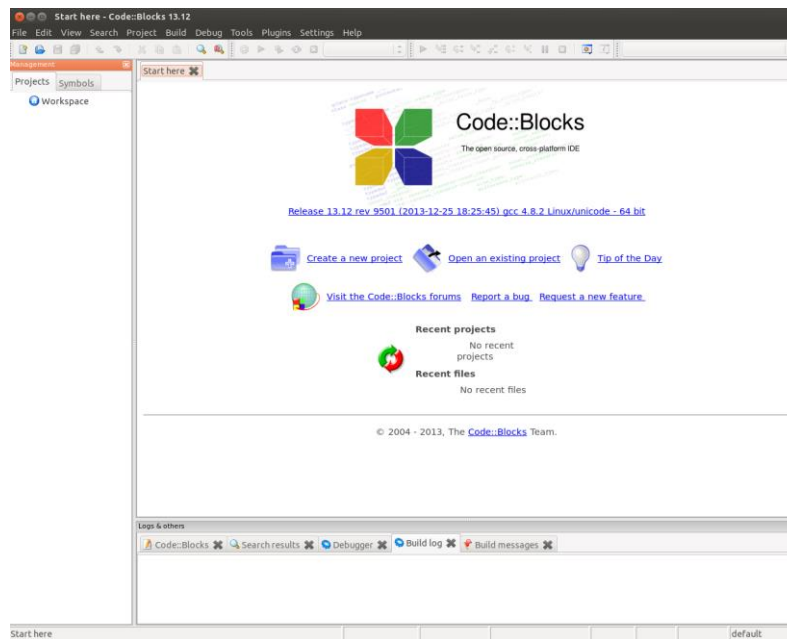 Start here - Code::Blocks 13.12
File Edit View Search Project Build Debug Tools Plugins Settings Help
Management
Projects Symbols
Workspace
Start here
Code::Blocks
The open source, cross-platform IDE
Release 13.12 rev 9501 (2013-12-25 18:25:45) gcc 4.8.2 Linux/unicode - 64 bit
Create a new project Open an existing project Tip of the Day
Visit the Code::Blocks forums Report a bug Request a new feature
Recent projects
No recent
projects
Recent files
No recent files
© 2004 - 2013, The Code::Blocks Team.
Logs & others
Code::Blocks Search results Debugger Build log Build messages
Start here default